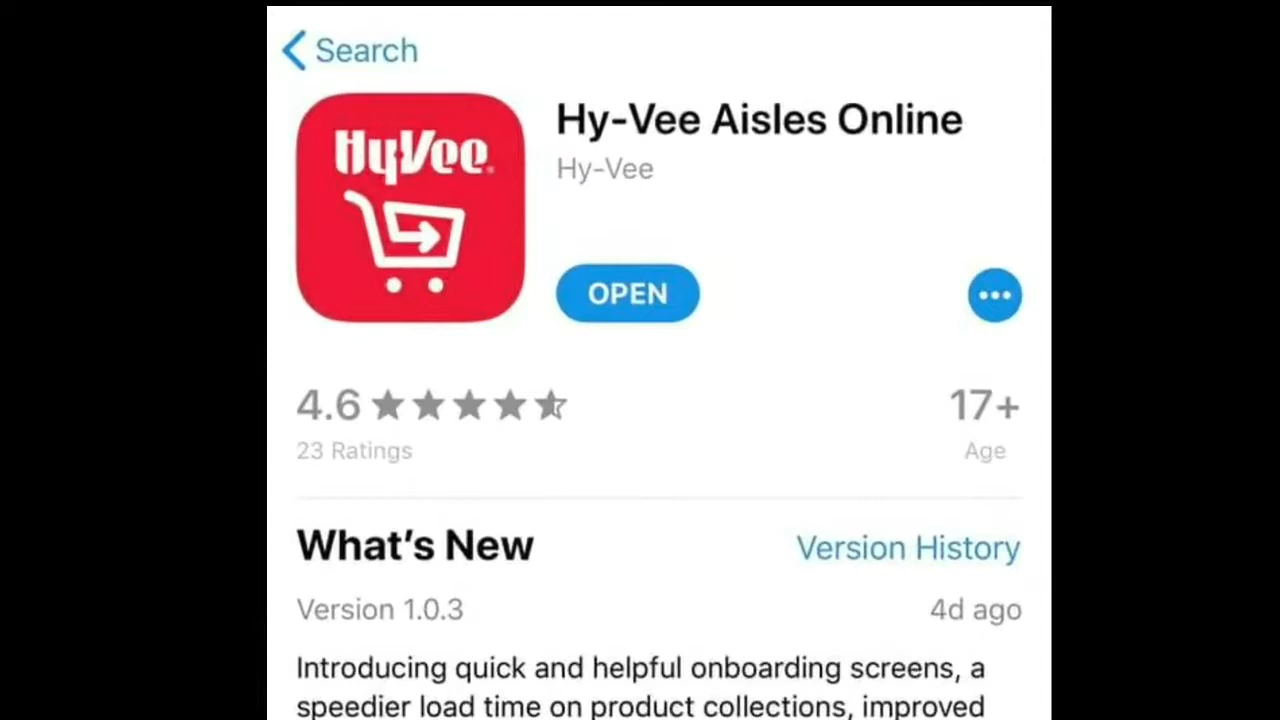 Search
HyVee
Hy-Vee Aisles Online
Hy-Vee
OPEN
4.6
17+
23 Ratings
Age
What's New
Version History
Version 1.0.3
4d ago
Introducing quick and helpful onboarding screens, a
speedier load time on product collections, improved